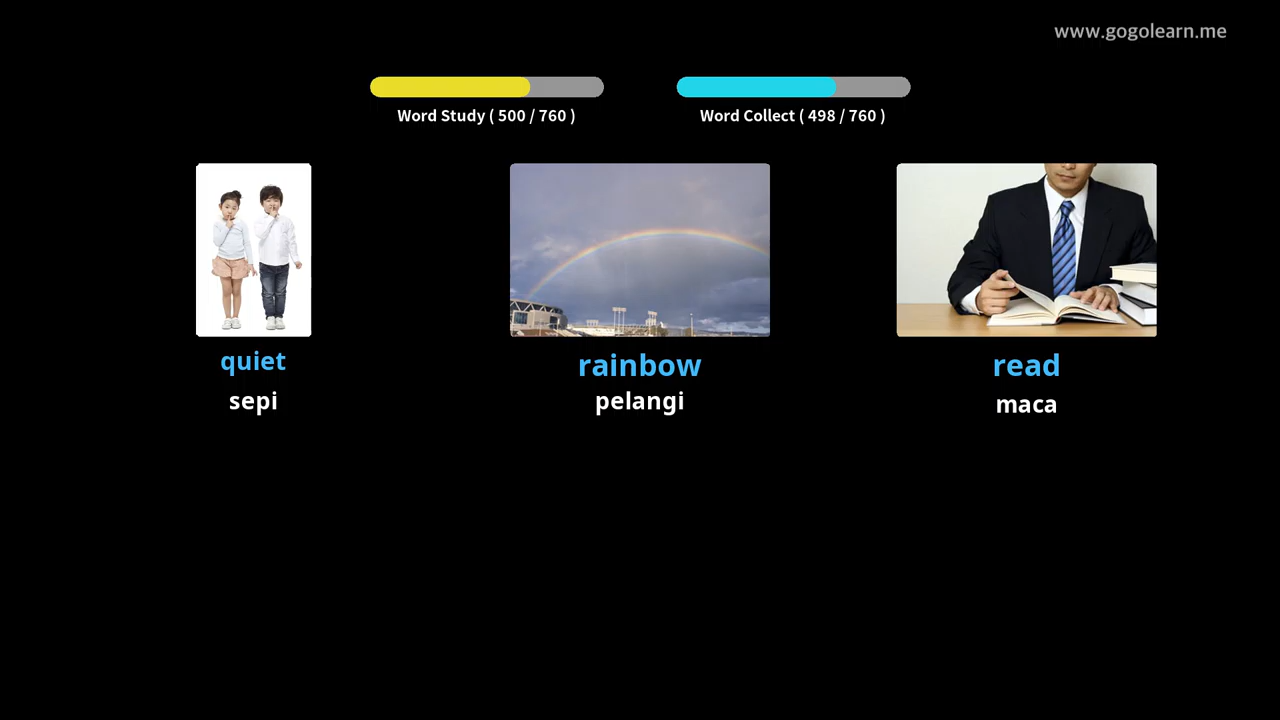 www.gogolearn.me
Word Study ( 500 / 760 )
Word Collect ( 498 / 760 )
quiet
sepi
rainbow
pelangi
read
maca